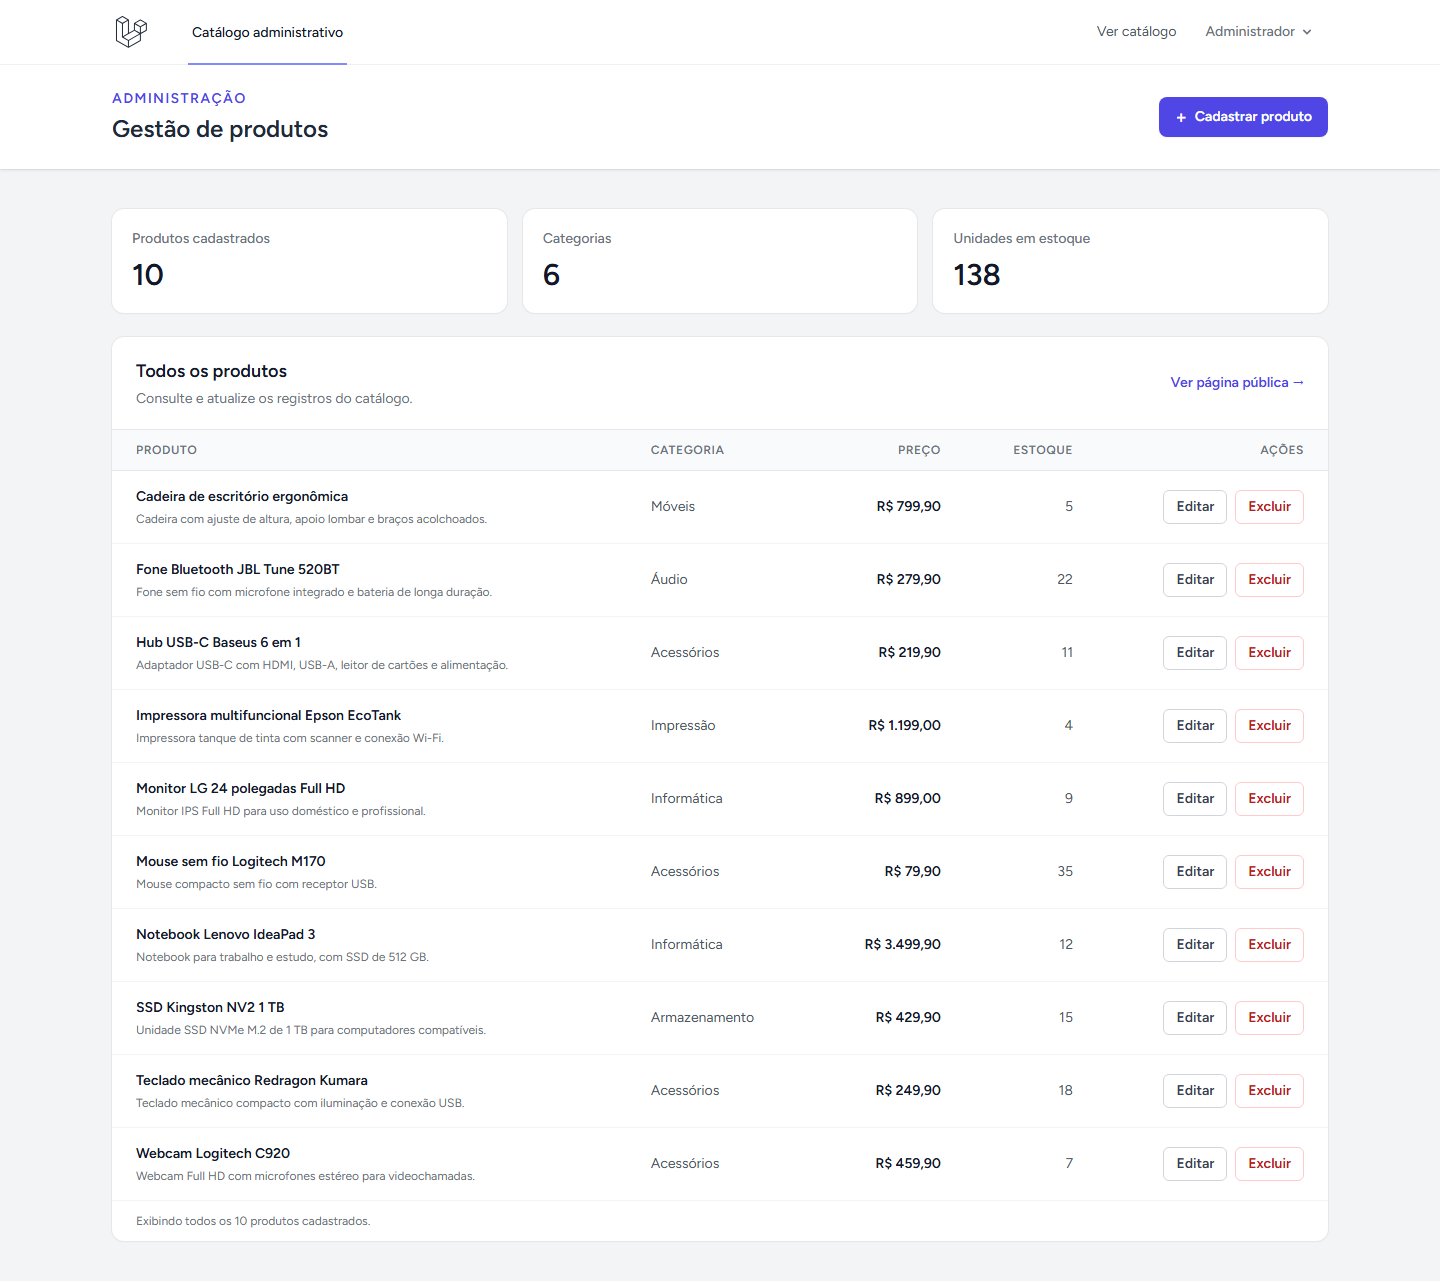 Catálogo administrativo
Ver catálogo
Administrador
ADMINISTRAÇÃO
Gestão de produtos
+ Cadastrar produto
Produtos cadastrados
10
Categorias
6
Unidades em estoque
138
Todos os produtos
Consulte e atualize os registros do catálogo.
Ver página pública →
PRODUTO CATEGORIA PREÇO ESTOQUE AÇÕES
Cadeira de escritório ergonômica
Cadeira com ajuste de altura, apoio lombar e braços acolchoados.
Móveis R$ 799,90 5 Editar Excluir
Fone Bluetooth JBL Tune 520BT
Fone sem fio com microfone integrado e bateria de longa duração.
Áudio R$ 279,90 22 Editar Excluir
Hub USB-C Baseus 6 em 1
Adaptador USB-C com HDMI, USB-A, leitor de cartões e alimentação.
Acessórios R$ 219,90 11 Editar Excluir
Impressora multifuncional Epson EcoTank
Impressora tanque de tinta com scanner e conexão Wi-Fi.
Impressão R$ 1.199,00 4 Editar Excluir
Monitor LG 24 polegadas Full HD
Monitor IPS Full HD para uso doméstico e profissional.
Informática R$ 899,00 9 Editar Excluir
Mouse sem fio Logitech M170
Mouse compacto sem fio com receptor USB.
Acessórios R$ 79,90 35 Editar Excluir
Notebook Lenovo IdeaPad 3
Notebook para trabalho e estudo, com SSD de 512 GB.
Informática R$ 3.499,90 12 Editar Excluir
SSD Kingston NV2 1 TB
Unidade SSD NVMe M.2 de 1 TB para computadores compatíveis.
Armazenamento R$ 429,90 15 Editar Excluir
Teclado mecânico Redragon Kumara
Teclado mecânico compacto com iluminação e conexão USB.
Acessórios R$ 249,90 18 Editar Excluir
Webcam Logitech C920
Webcam Full HD com microfones estéreo para videochamadas.
Acessórios R$ 459,90 7 Editar Excluir
Exibindo todos os 10 produtos cadastrados.